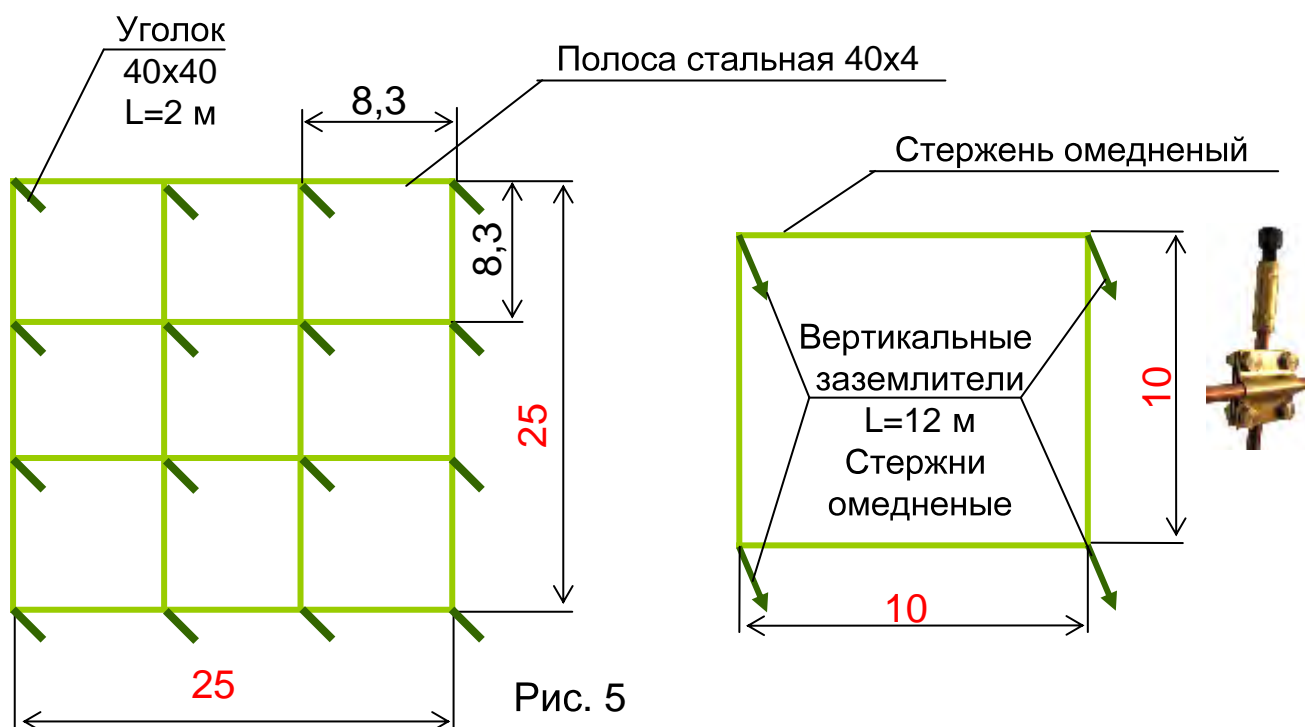 Уголок
40х40
L=2 м
Полоса стальная 40х4
8,3
8,3
25
25
Рис. 5
Стержень омедненый
Вертикальные
заземлители
L=12 м
Стержни
омедненые
10
10